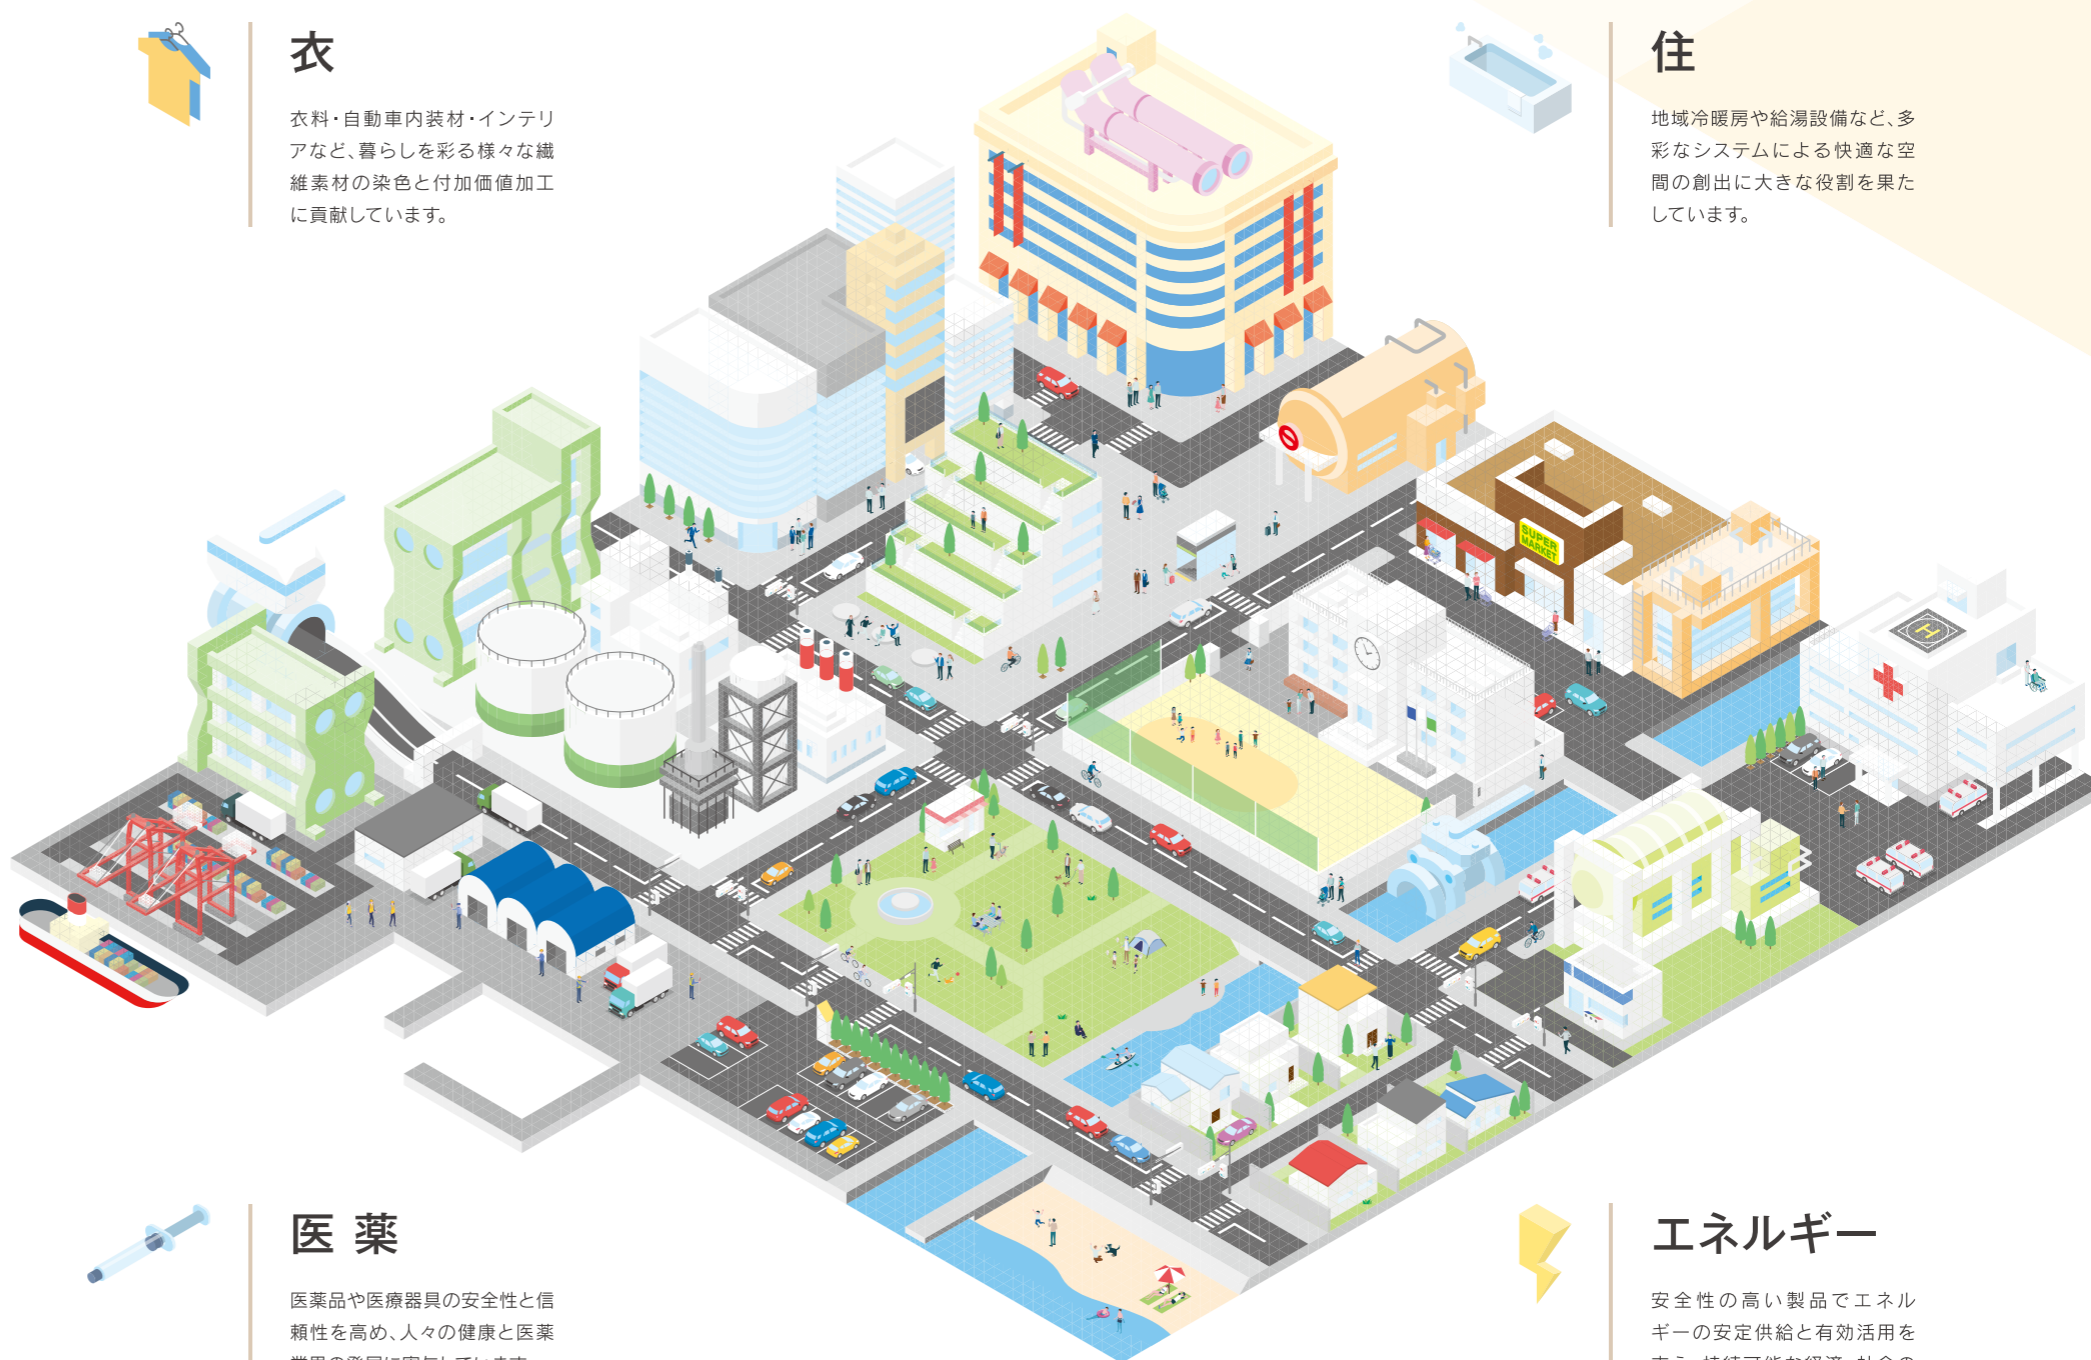 衣
衣料・自動車内装材・インテリ
アなど、暮らしを彩る様々な繊
維素材の染色と付加価値加工
に貢献しています。
住
地域冷暖房や給湯設備など、多
彩なシステムによる快適な空
間の創出に大きな役割を果た
しています。
SUPER
MARKET
H
医 薬
医薬品や医療器具の安全性と信
頼性を高め、人々の健康と医薬
エネルギー
安全性の高い製品でエネル
ギーの安定供給と有効活用を